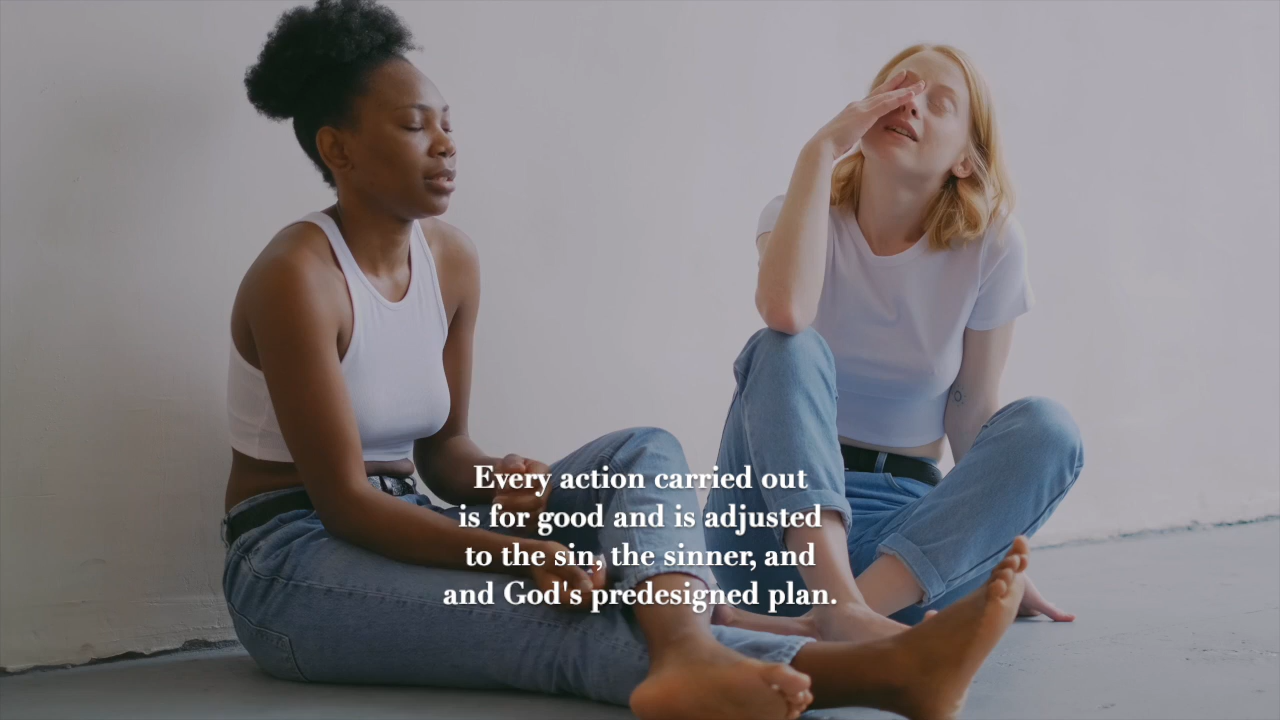 Every action carried out
is for good and is adjusted
to the sin, the sinner, and
and God's predesigned plan.